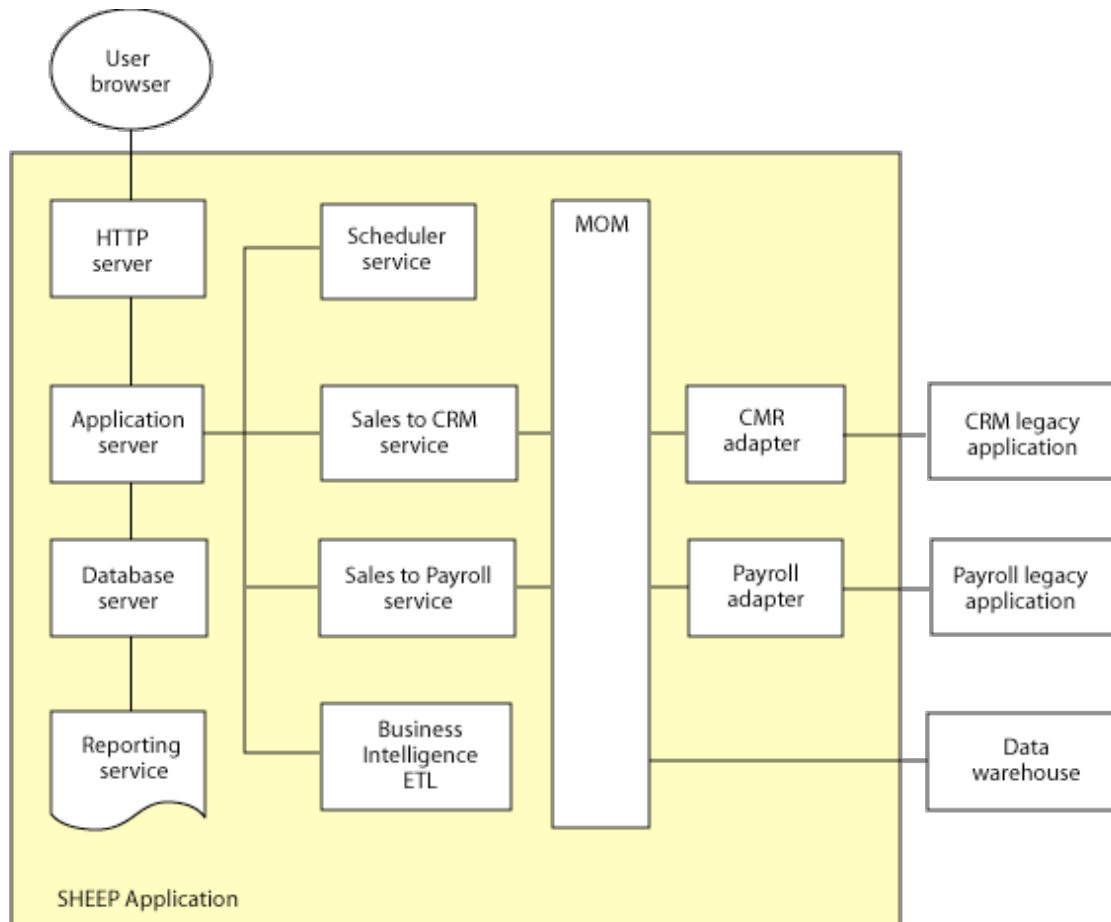 User
browser
HTTP
server
Scheduler
service
MOM
Application
server
Sales to CRM
service
CMR
adapter
CRM legacy
application
Database
server
Sales to Payroll
service
Payroll
adapter
Payroll legacy
application
Reporting
service
Business
Intelligence
ETL
Data
warehouse
SHEEP Application